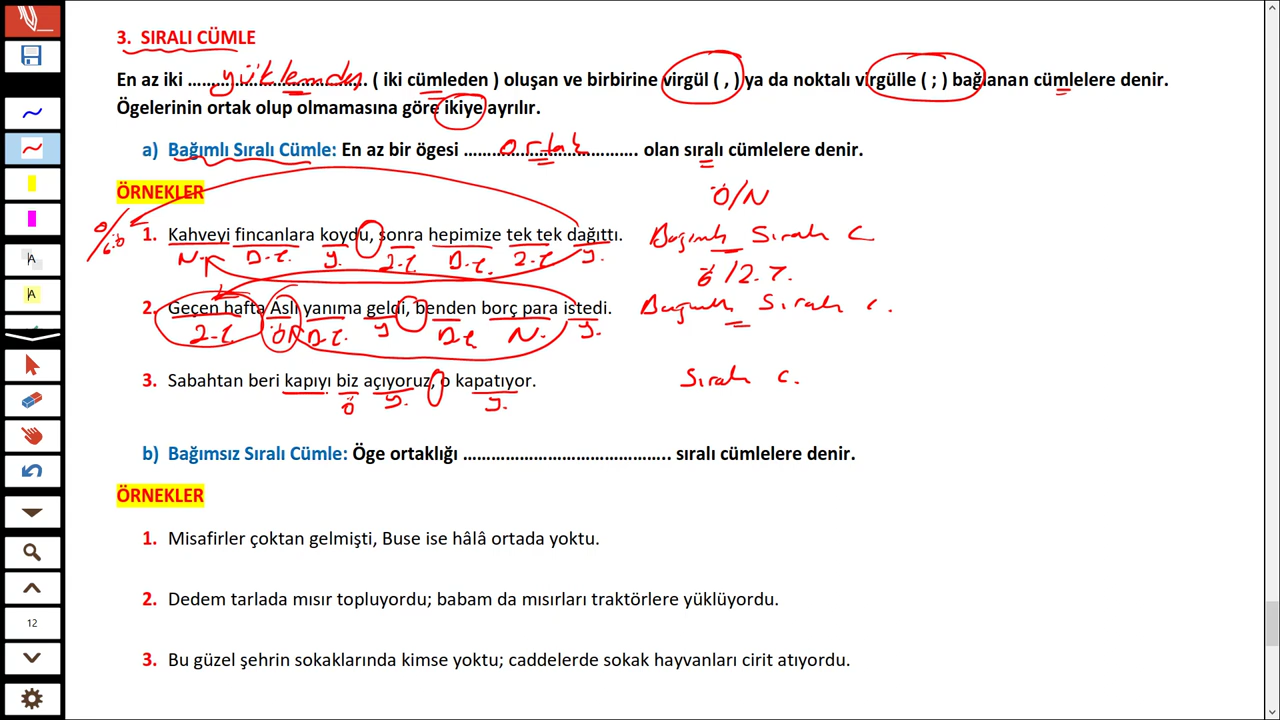 3. SIRALI CÜMLE
En az iki ……yüklemden…….. ( iki cümleden ) oluşan ve birbirine virgül ( , ) ya da noktalı virgülle ( ; ) bağlanan cümlelere denir.
Ögelerinin ortak olup olmamasına göre ikiye ayrılır.
a) Bağımlı Sıralı Cümle: En az bir ögesi ……ortak…….. olan sıralı cümlelere denir.
ÖRNEKLER
Ö/N
1. Kahveyi fincanlara koydu, sonra hepimize tek tek dağıttı. Bağımlı Sıralı C
N. D.T. Y. Z.T. D.T. Z.T. Y.
Ö/Z.T.
2. Geçen hafta Aslı yanıma geldi, benden borç para istedi. Bağımlı Sıralı C.
Z.T. Ö D.T. Y D.T. N. Y.
3. Sabahtan beri kapıyı biz açıyoruz, o kapatıyor. Sıralı C.
Ö Y. Y.
b) Bağımsız Sıralı Cümle: Öge ortaklığı ………………………………….. sıralı cümlelere denir.
ÖRNEKLER
1. Misafirler çoktan gelmişti, Buse ise hâlâ ortada yoktu.
2. Dedem tarlada mısır topluyordu; babam da mısırları traktörlere yüklüyordu.
12
3. Bu güzel şehrin sokaklarında kimse yoktu; caddelerde sokak hayvanları cirit atıyordu.